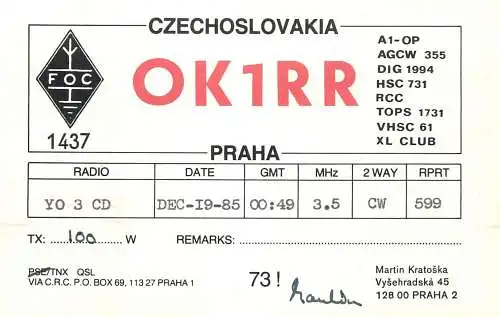 CZECHOSLOVAKIA
FOC
1437
OK1RR
A1-OP
AGCW 355
DIG 1994
HSC 731
RCC
TOPS 1731
VHSC 61
XL CLUB
PRAHA
RADIO DATE GMT MHz 2 WAY RPRT
YO 3 CD DEC-I9-85 00:49 3.5 CW 599
TX: ...100... W REMARKS:
PSE/TNX QSL
VIA C.R.C. P.O. BOX 69, 113 27 PRAHA 1
73!
Martin Kratoška
Vyšehradská 45
128 00 PRAHA 2